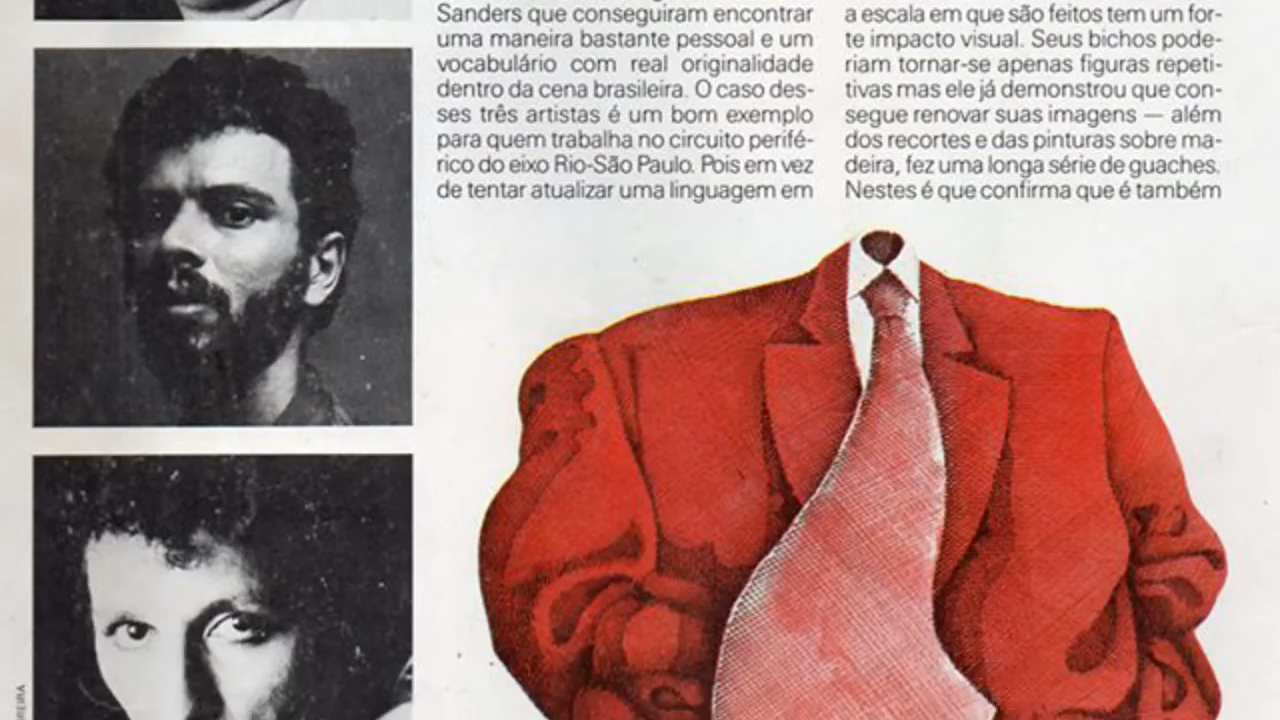 Sanders que conseguiram encontrar
uma maneira bastante pessoal e um
vocabulário com real originalidade
dentro da cena brasileira. O caso des-
ses três artistas é um bom exemplo
para quem trabalha no circuito perifé-
rico do eixo Rio-São Paulo. Pois em vez
de tentar atualizar uma linguagem em
a escala em que são feitos tem um for-
te impacto visual. Seus bichos pode-
riam tornar-se apenas figuras repeti-
tivas mas ele já demonstrou que con-
segue renovar suas imagens — além
dos recortes e das pinturas sobre ma-
deira, fez uma longa série de guaches.
Nestes é que confirma que é também